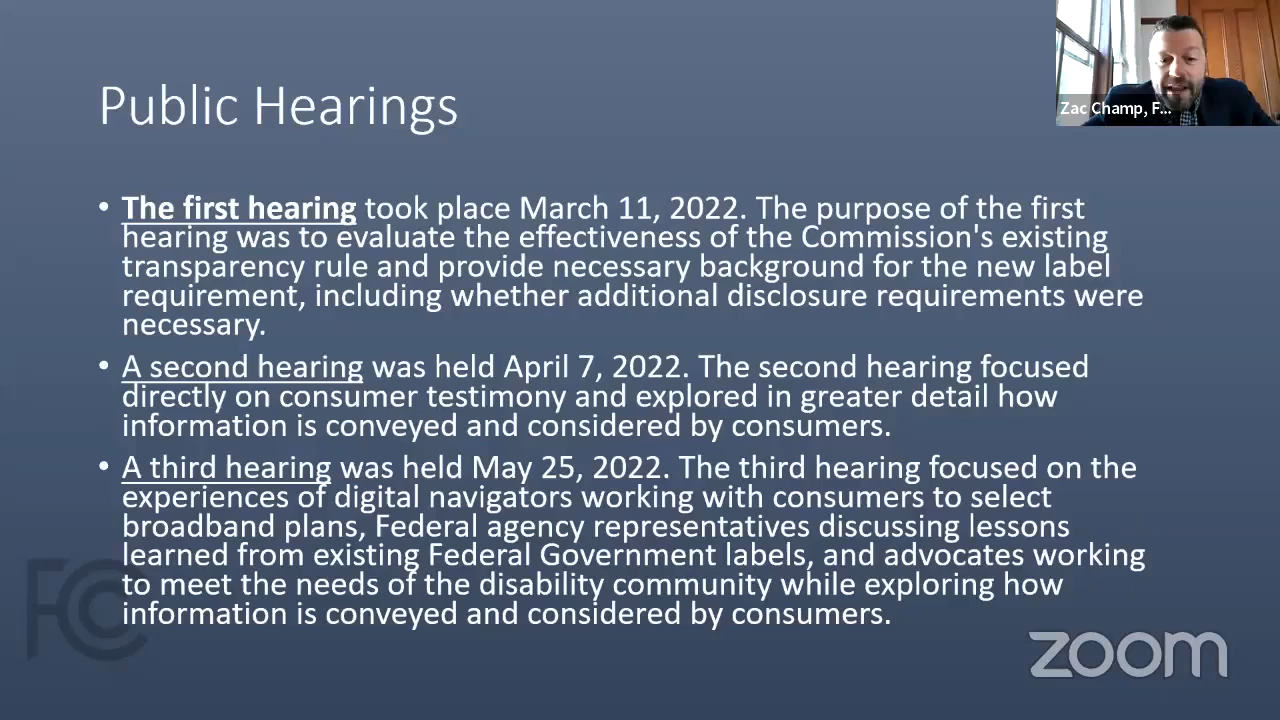 Public Hearings
Zac Champ, F...
• The first hearing took place March 11, 2022. The purpose of the first
hearing was to evaluate the effectiveness of the Commission's existing
transparency rule and provide necessary background for the new label
requirement, including whether additional disclosure requirements were
necessary.
• A second hearing was held April 7, 2022. The second hearing focused
directly on consumer testimony and explored in greater detail how
information is conveyed and considered by consumers.
• A third hearing was held May 25, 2022. The third hearing focused on the
experiences of digital navigators working with consumers to select
broadband plans, Federal agency representatives discussing lessons
learned from existing Federal Government labels, and advocates working
to meet the needs of the disability community while exploring how
information is conveyed and considered by consumers.
FCC
zoom